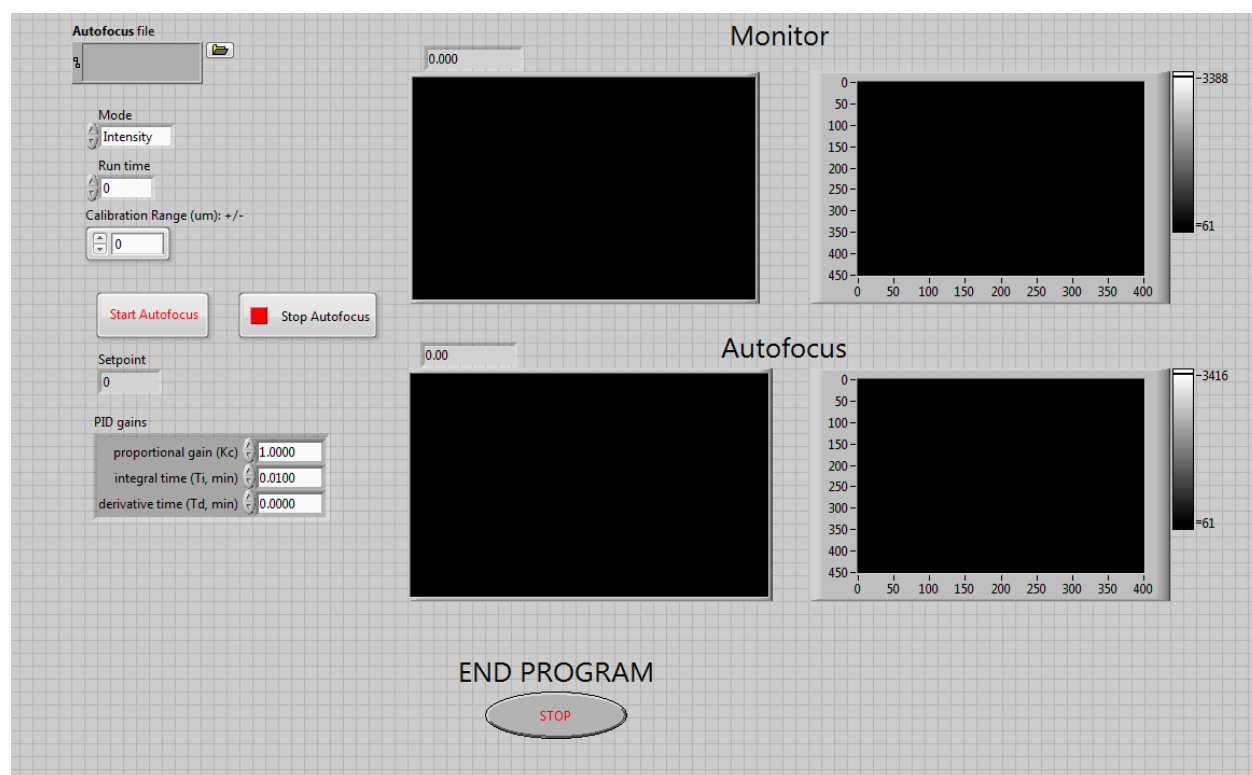 Autofocus file
Mode
Intensity
Run time
0
Calibration Range (um): +/-
0
Start Autofocus
Stop Autofocus
Setpoint
0
PID gains
proportional gain (Kc) 1.0000
integral time (Ti, min) 0.0100
derivative time (Td, min) 0.0000
Monitor
0.000
0
50
100
150
200
250
300
350
400
450
0 50 100 150 200 250 300 350 400
-3388
=61
Autofocus
0.00
0
50
100
150
200
250
300
350
400
450
0 50 100 150 200 250 300 350 400
-3416
=61
END PROGRAM
STOP